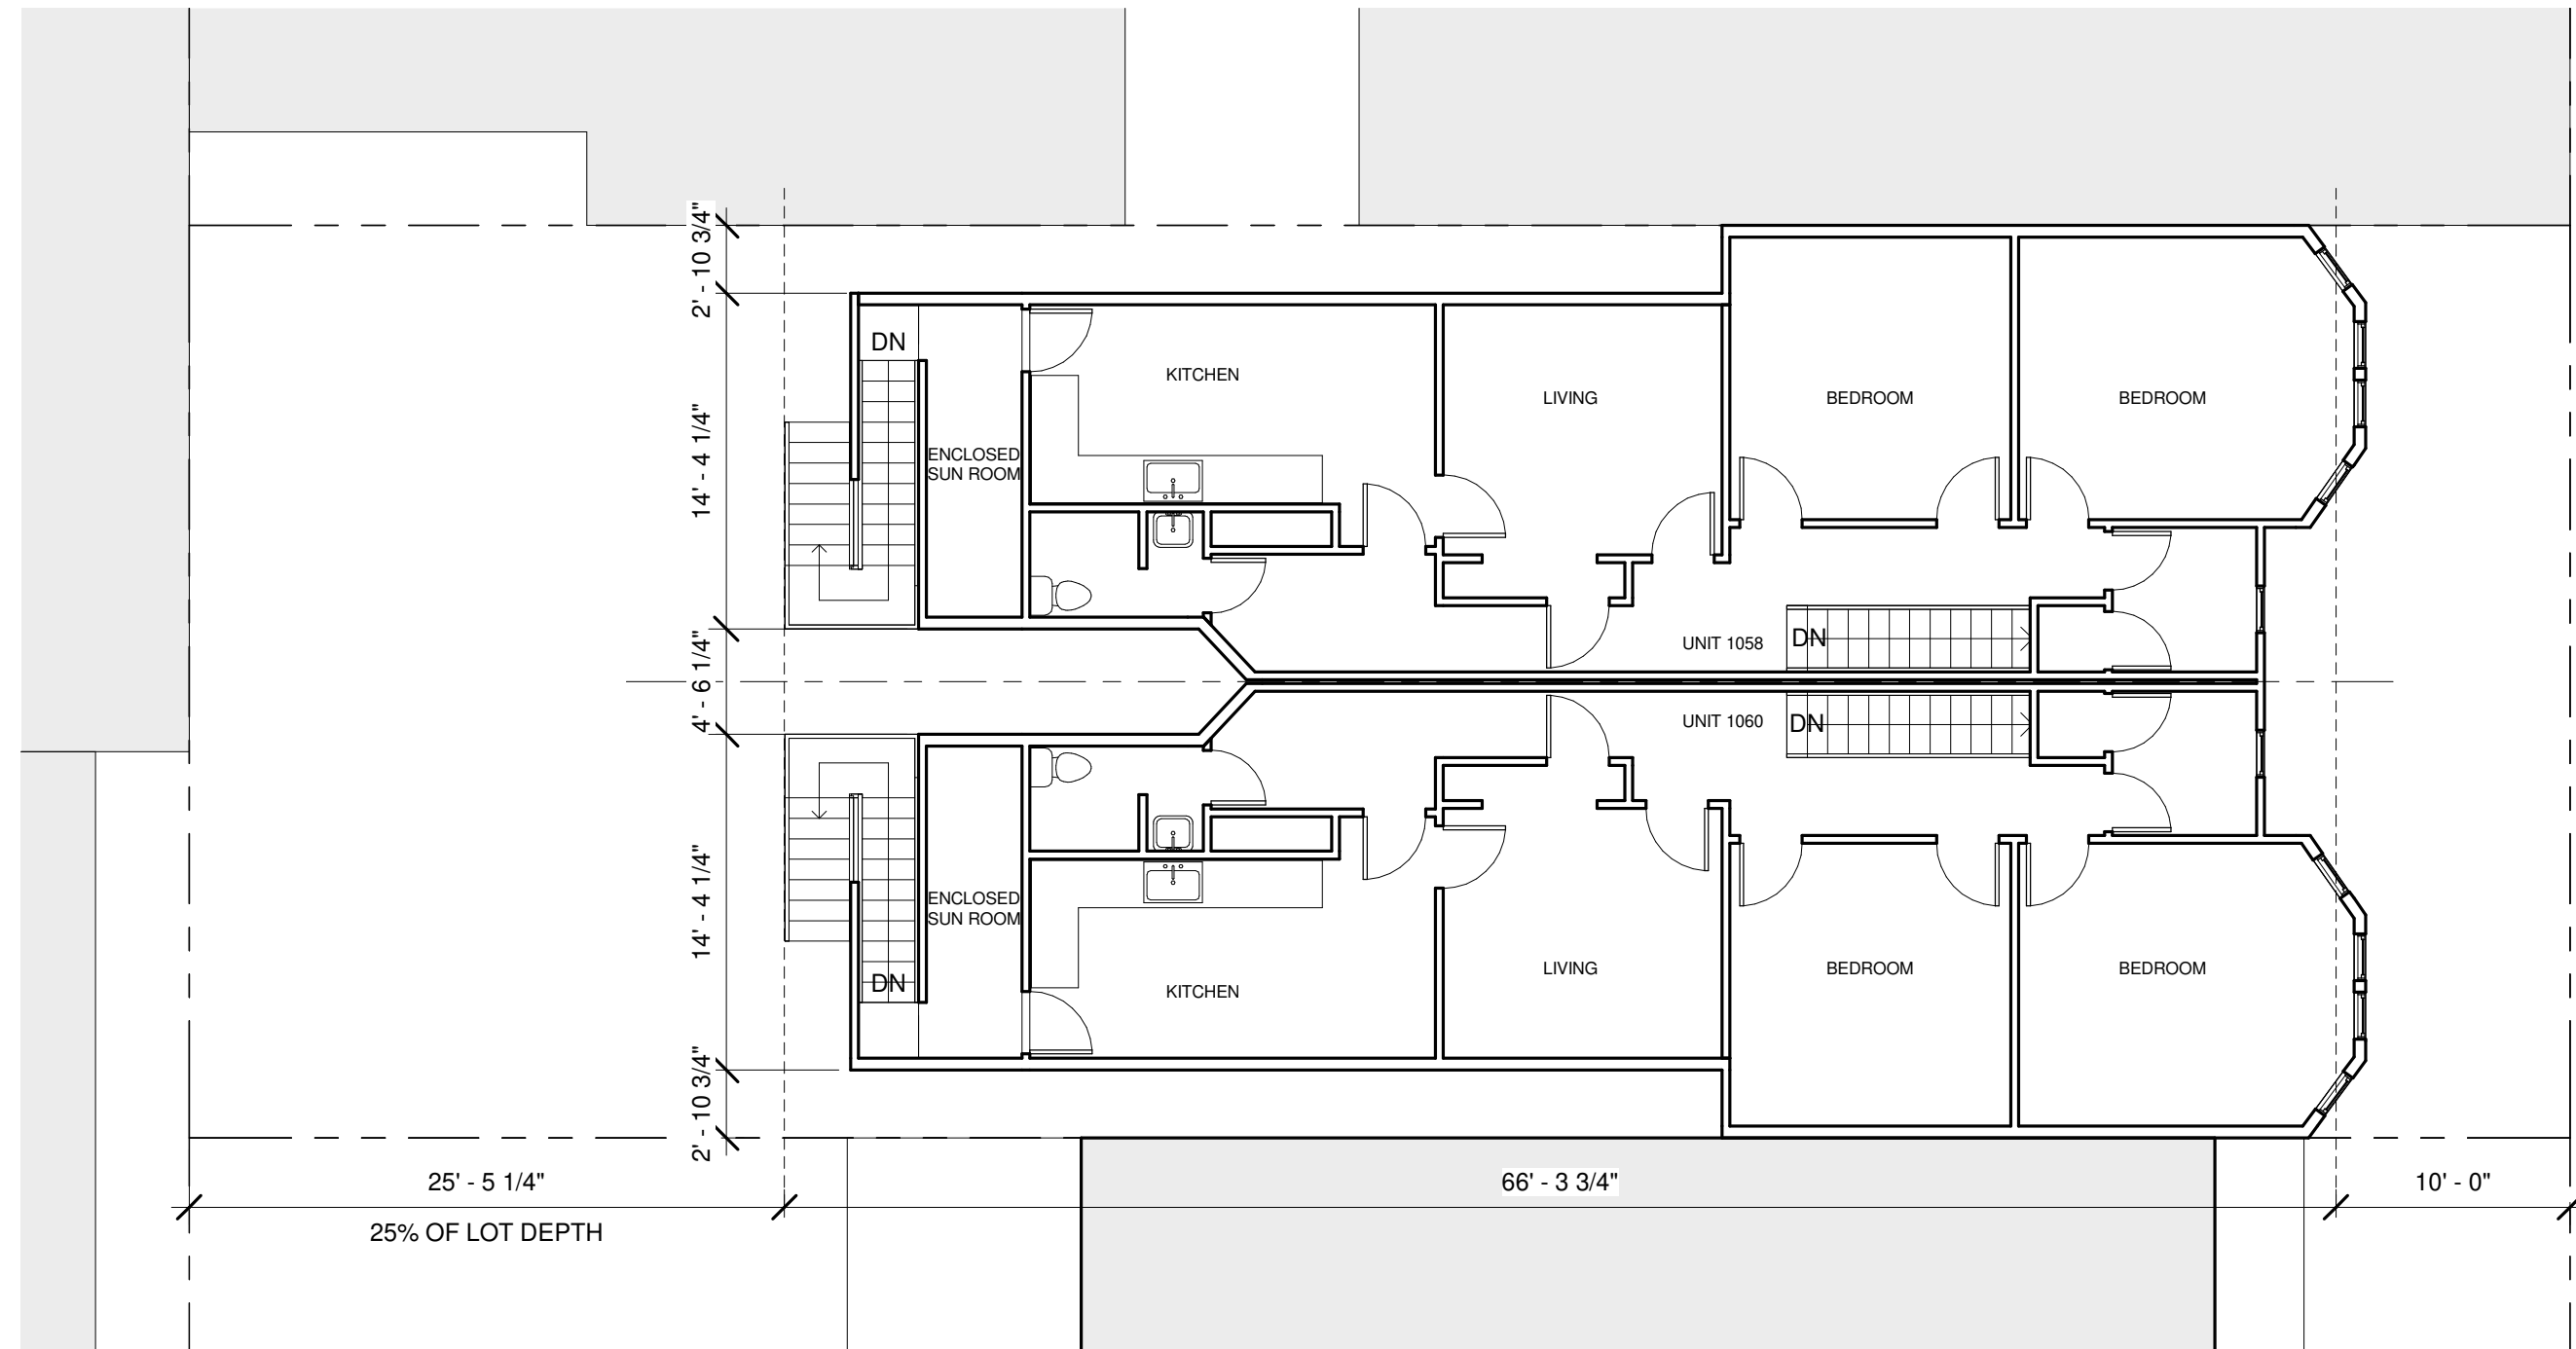 2' - 10 3/4"
14' - 4 1/4"
4' - 6 1/4"
14' - 4 1/4"
2' - 10 3/4"
DN
ENCLOSED
SUN ROOM
KITCHEN
LIVING
BEDROOM
BEDROOM
UNIT 1058
DN
UNIT 1060
DN
ENCLOSED
SUN ROOM
DN
KITCHEN
LIVING
BEDROOM
BEDROOM
25' - 5 1/4"
66' - 3 3/4"
10' - 0"
25% OF LOT DEPTH